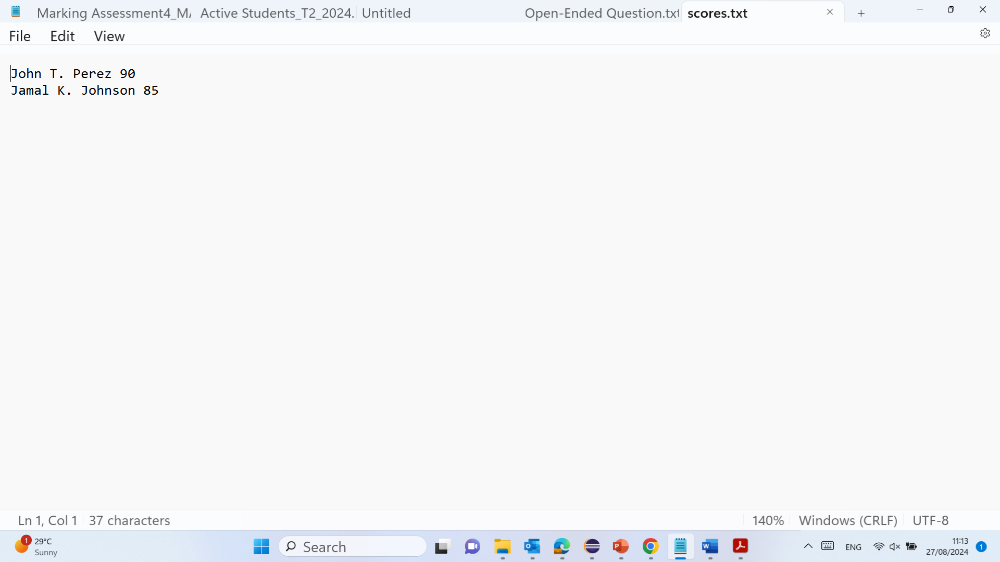 Marking Assessment4_MA
Active Students_T2_2024.
Untitled
Open-Ended Question.txt
scores.txt
File Edit View
John T. Perez 90
Jamal K. Johnson 85
Ln 1, Col 1 37 characters 140% Windows (CRLF) UTF-8
1 29°C
Sunny
Search
ENG
11:13
27/08/2024
1